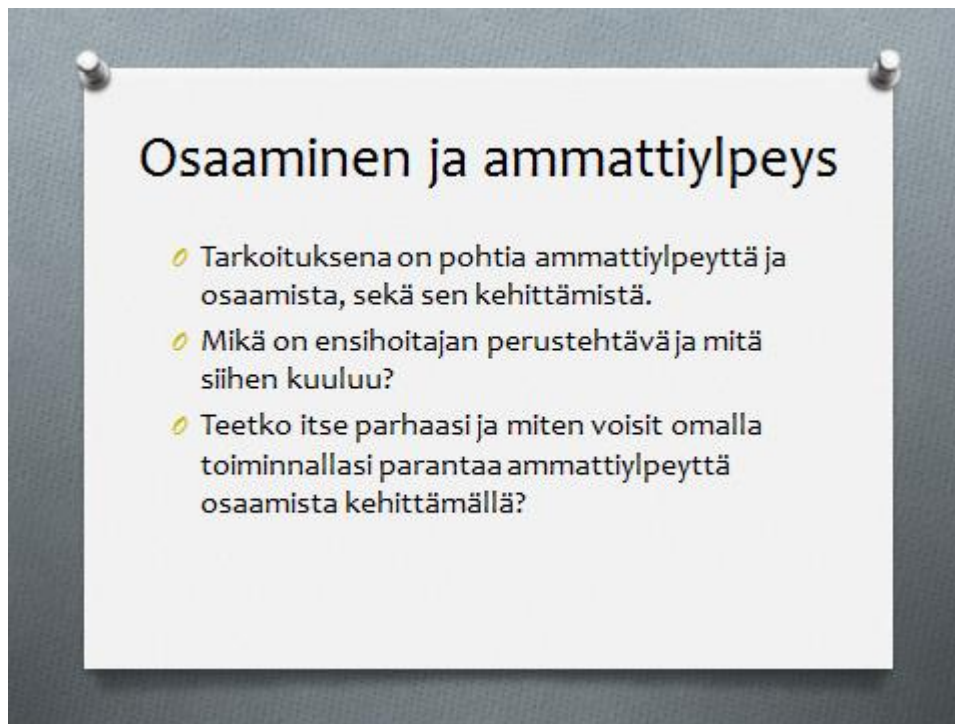 Osaaminen ja ammattiylpeys
Tarkoituksena on pohtia ammattiylpeyttä ja
osaamista, sekä sen kehittämistä.
Mikä on ensihoitajan perustehtävä ja mitä
siihen kuuluu?
Teetko itse parhaasi ja miten voisit omalla
toiminnallasi parantaa ammattiylpeyttä
osaamista kehittämällä?